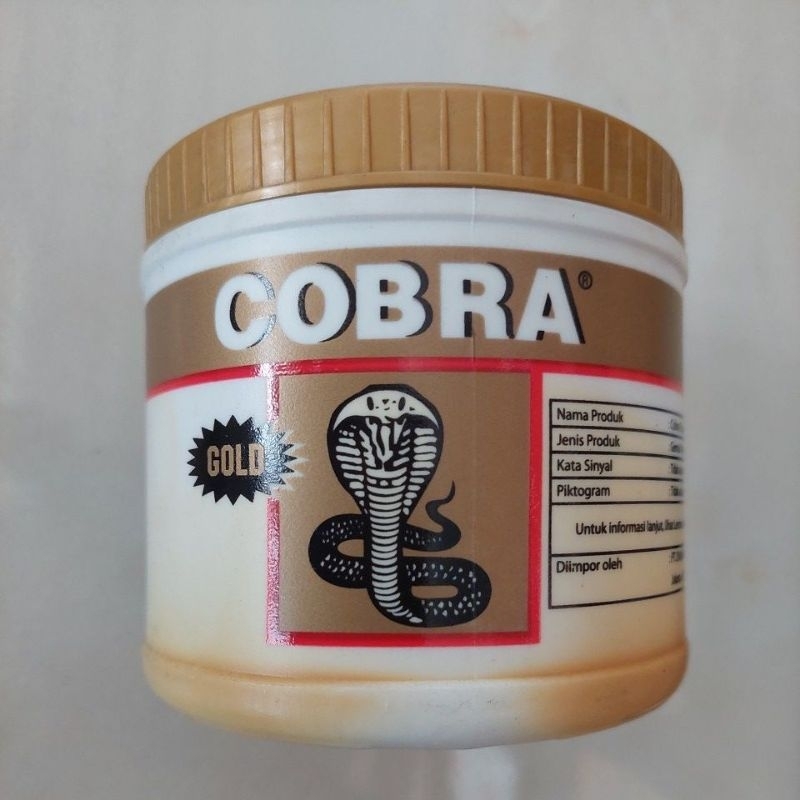 COBRA®
GOLD
Nama Produk
Jenis Produk
Kata Sinyal
Piktogram
Untuk informasi lanjut,
Diimpor oleh